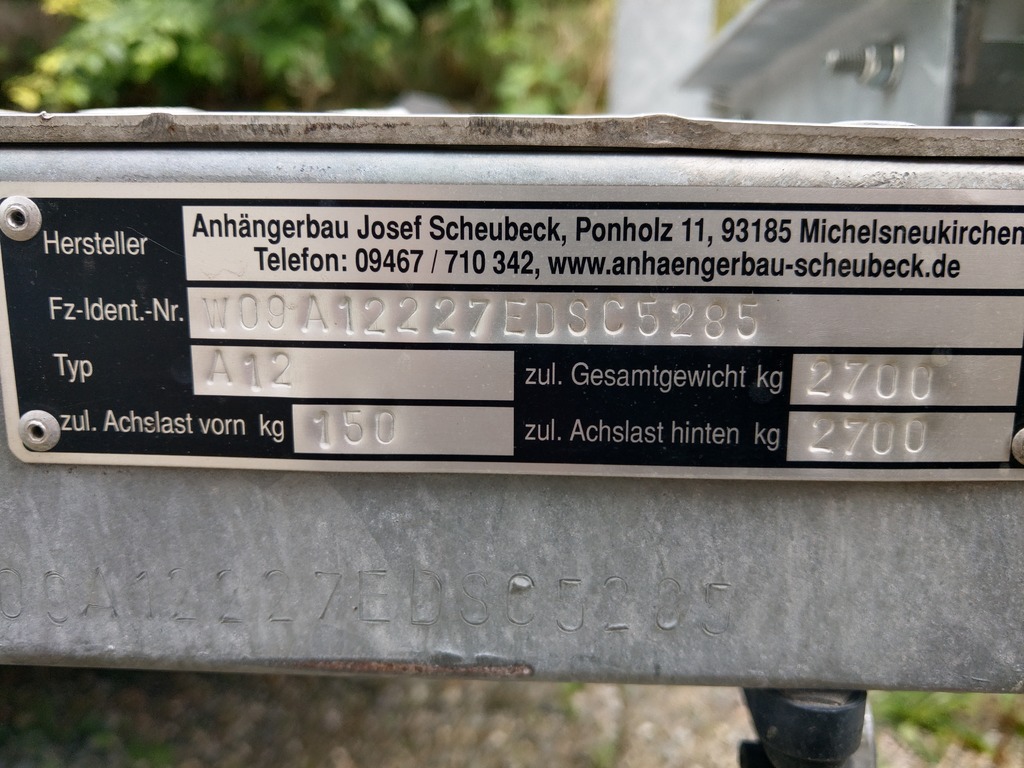 Hersteller
Anhängerbau Josef Scheubeck, Ponholz 11, 93185 Michelsneukirchen
Telefon: 09467 / 710 342, www.anhaengerbau-scheubeck.de
Fz-Ident.-Nr. W09A12227EDSC5285
Typ A12 zul. Gesamtgewicht kg 2700
zul. Achslast vorn kg 150 zul. Achslast hinten kg 2700
09A12227EDSC5285